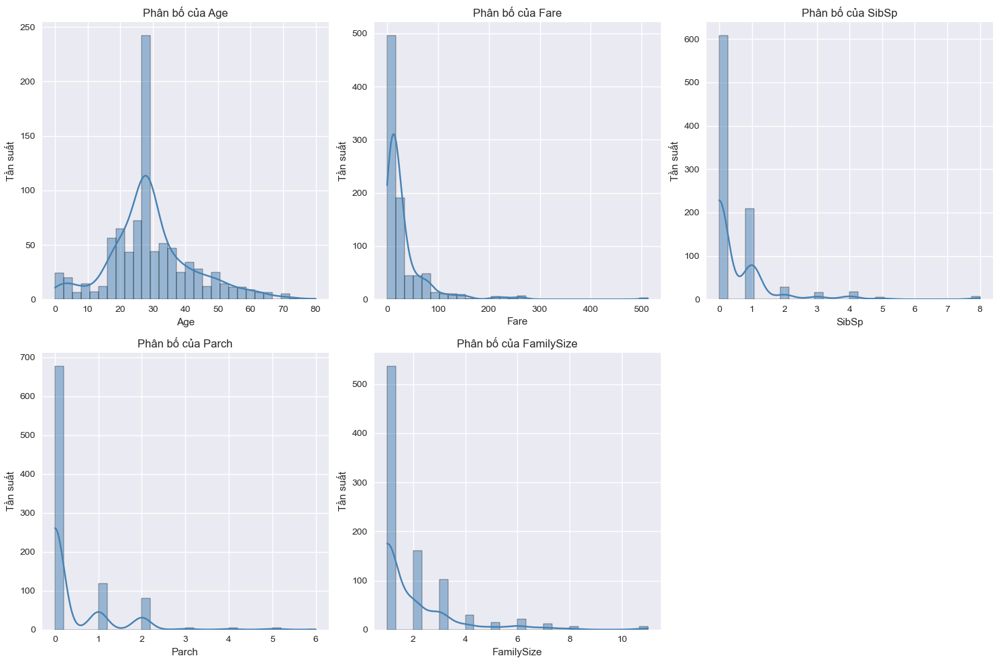 Phân bố của Age
Tần suất
250
200
150
100
50
0
0 10 20 30 40 50 60 70 80
Age
Phân bố của Fare
Tần suất
500
400
300
200
100
0
0 100 200 300 400 500
Fare
Phân bố của SibSp
Tần suất
600
500
400
300
200
100
0
0 1 2 3 4 5 6 7 8
SibSp
Phân bố của Parch
Tần suất
700
600
500
400
300
200
100
0
0 1 2 3 4 5 6
Parch
Phân bố của FamilySize
Tần suất
500
400
300
200
100
0
2 4 6 8 10
FamilySize